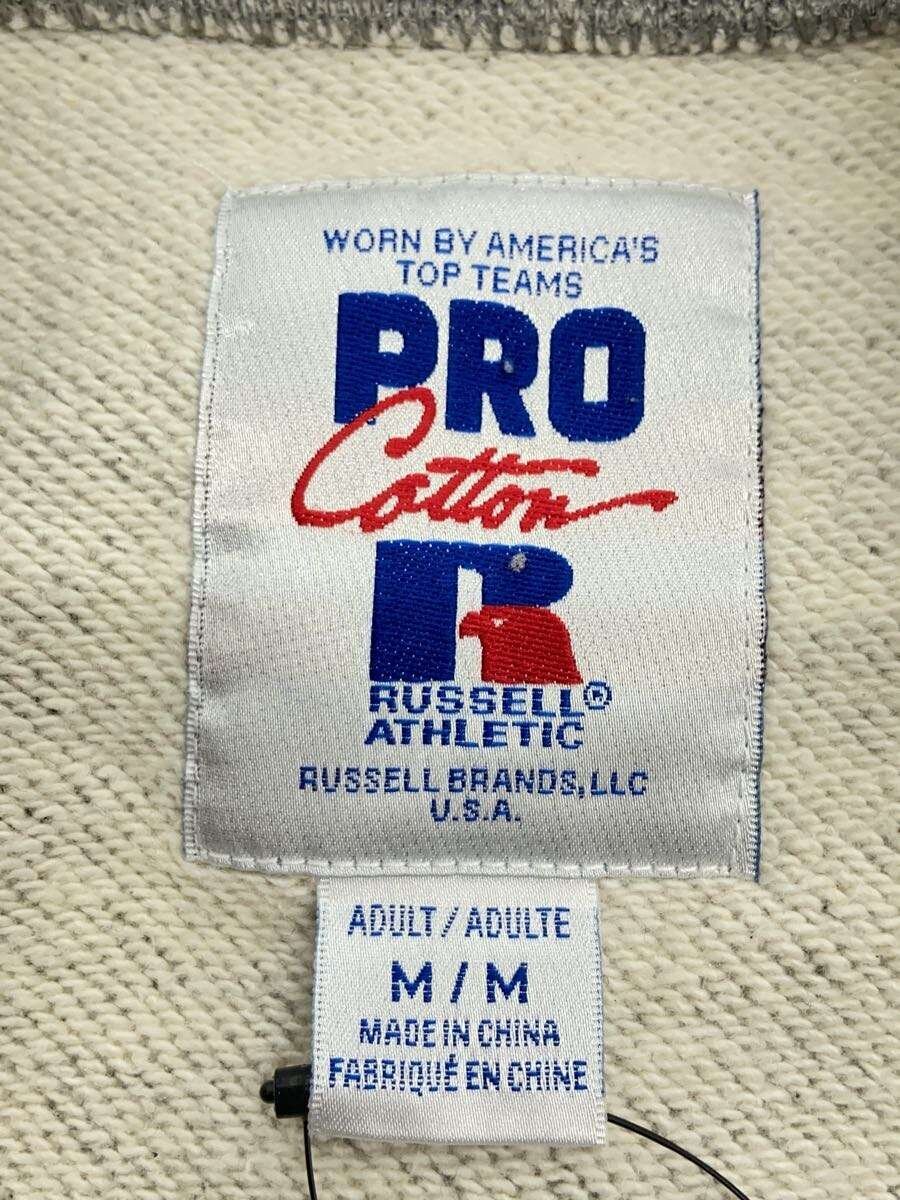 WORN BY AMERICA'S
TOP TEAMS
PRO
Cotton
R
RUSSELL®
ATHLETIC
RUSSELL BRANDS, LLC
U.S.A.
ADULT / ADULTE
M / M
MADE IN CHINA
FABRIQUÉ EN CHINE